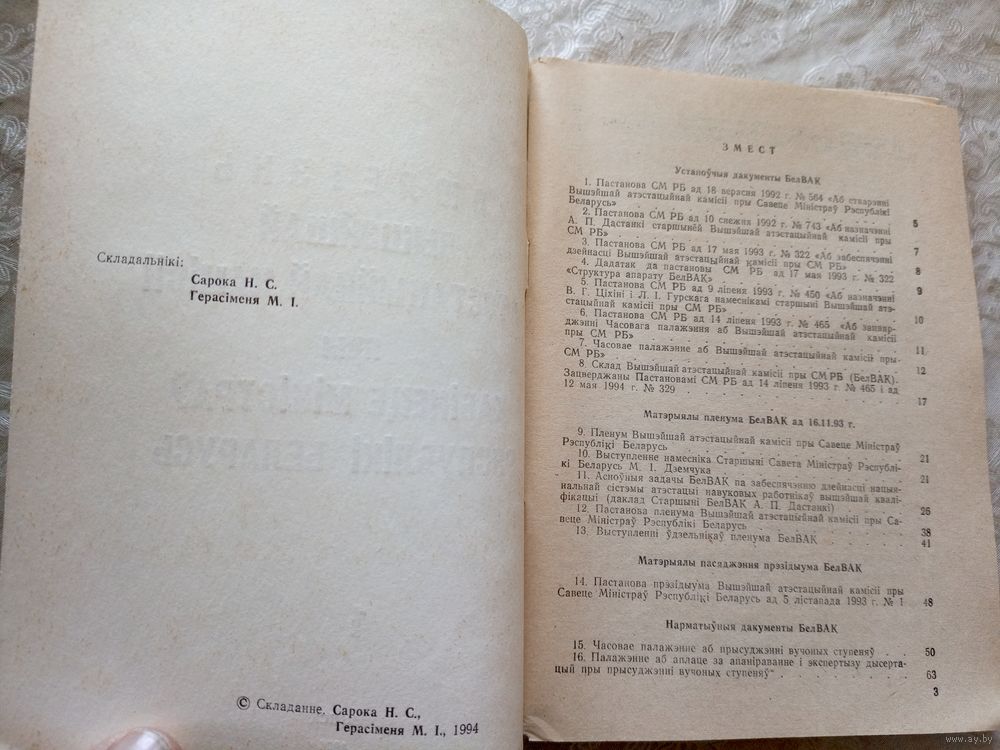 Складальнікі:
Сарока Н. С.
Герасіменя М. І.
© Складанне. Сарока Н. С.,
Герасіменя М. І., 1994
ЗМЕСТ
Устаноўчыя дакументы БелВАК
1. Пастанова СМ РБ ад 18 верасня 1992 г. № 564 «Аб стварэнні
Вышэйшай атэстацыйнай камісіі пры Савеце Міністраў Рэспублікі
Беларусь» . . . . . . . . . . 5
2. Пастанова СМ РБ ад 10 снежня 1992 г. № 743 «Аб назначэнні
А. П. Дастанкі старшынёй Вышэйшай атэстацыйнай камісіі пры
СМ РБ» . . . . . . . . . . 7
3. Пастанова СМ РБ ад 17 мая 1993 г. № 322 «Аб забеспячэнні
дзейнасці Вышэйшай атэстацыйнай камісіі пры СМ РБ» . . . 8
4. Дадатак да пастановы СМ РБ ад 17 мая 1993 г. № 322
«Структура апарату БелВАК» . . . . . . . 9
5. Пастанова СМ РБ ад 9 ліпеня 1993 г. № 450 «Аб назначэнні
В. Г. Ціхіні і Л. І. Гурскага намеснікамі старшыні Вышэйшай атэ-
стацыйнай камісіі пры СМ РБ» . . . . . . 10
6. Пастанова СМ РБ ад 14 ліпеня 1993 г. № 465 «Аб зацвяр-
джэнні Часовага палажэння аб Вышэйшай атэстацыйнай камісіі
пры СМ РБ» . . . . . . . . . 11
7. Часовае палажэнне аб Вышэйшай атэстацыйнай камісіі пры
СМ РБ» . . . . . . . . . . 12
8. Склад Вышэйшай атэстацыйнай камісіі пры СМ РБ (БелВАК).
Зацверджаны Пастановамі СМ РБ ад 14 ліпеня 1993 г. № 465 і ад
12 мая 1994 г. № 329 . . . . . . . . 17
Матэрыялы пленума БелВАК ад 16.11.93 г.
9. Пленум Вышэйшай атэстацыйнай камісіі пры Савеце Міністраў
Рэспублікі Беларусь . . . . . . . . 21
10. Выступленне намесніка Старшыні Савета Міністраў Рэспублі-
кі Беларусь М. І. Дземчука . . . . . . . 21
11. Асноўныя задачы БелВАК па забеспячэнню дзейнасці нацыя-
нальнай сістэмы атэстацыі навуковых работнікаў вышэйшай квалі-
фікацыі (даклад Старшыні БелВАК А. П. Дастанкі) . . . 26
12. Пастанова пленума Вышэйшай атэстацыйнай камісіі пры Са-
веце Міністраў Рэспублікі Беларусь . . . . . . 38
13. Выступленні ўдзельнікаў пленума БелВАК . . . . 41
Матэрыялы пасяджэння прэзідыума БелВАК
14. Пастанова прэзідыума Вышэйшай атэстацыйнай камісіі пры
Савеце Міністраў Рэспублікі Беларусь ад 5 лістапада 1993 г. № 1 48
Нарматыўныя дакументы БелВАК
15. Часовае палажэнне аб прысуджэнні вучоных ступеняў . . 50
16. Палажэнне аб аплаце за апаніраванне і экспертызу дысерта-
цый пры прысуджэнні вучоных ступеняў . . . . . 63
3
www.ay.by